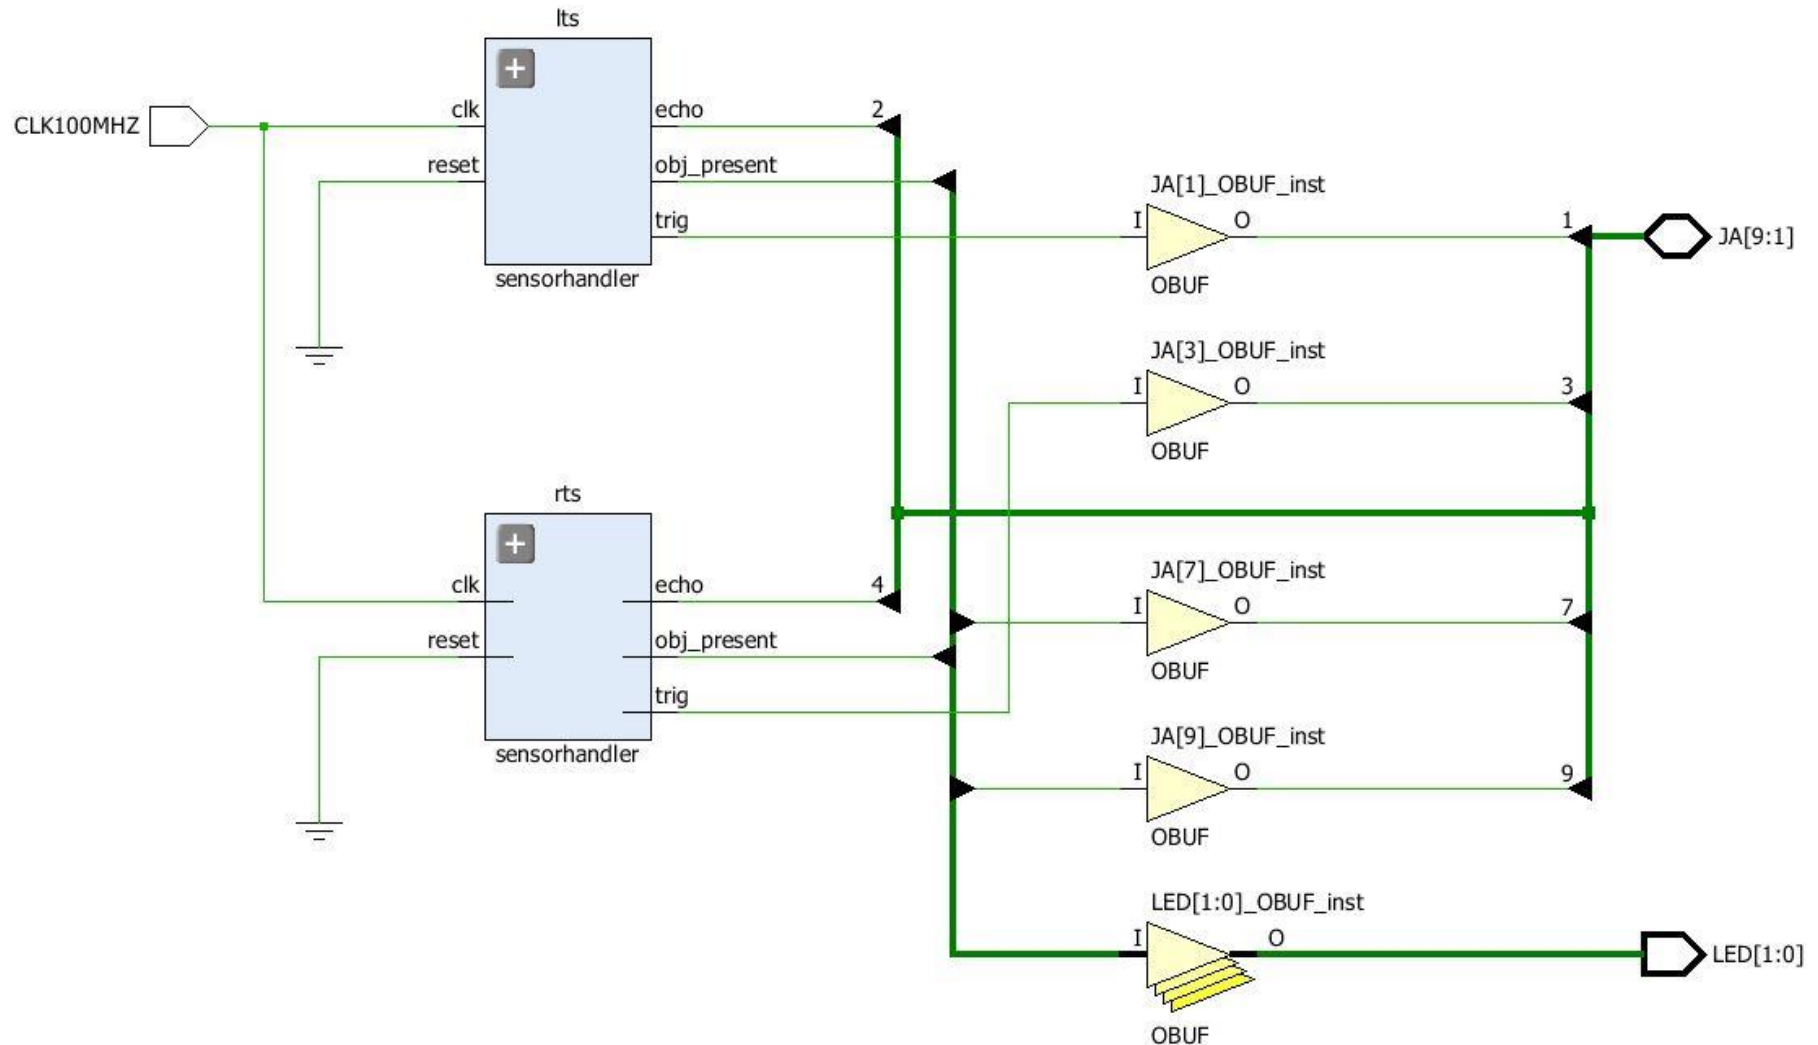 lts
CLK100MHZ
clk
echo
2
reset
obj_present
trig
sensorhandler
JA[1]_OBUF_inst
I
O
1
JA[9:1]
OBUF
JA[3]_OBUF_inst
I
O
3
OBUF
rts
clk
echo
4
reset
obj_present
trig
sensorhandler
JA[7]_OBUF_inst
I
O
7
OBUF
JA[9]_OBUF_inst
I
O
9
OBUF
LED[1:0]_OBUF_inst
I
O
LED[1:0]
OBUF